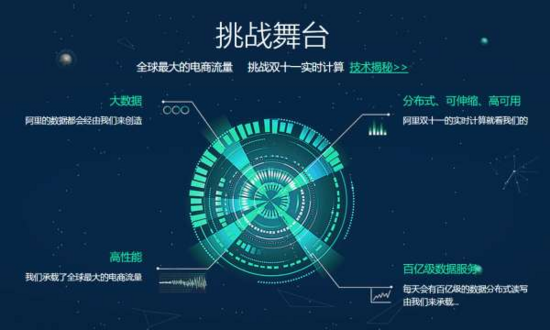 挑战舞台
全球最大的电商流量 挑战双十一实时计算 技术揭秘>>
大数据
阿里的数据都会经由我们来创造
分布式、可伸缩、高可用
阿里双十一的实时计算就看我们的
高性能
我们承载了全球最大的电商流量
百亿级数据服务
每天会有百亿级的数据分布式读写
由我们来承载...